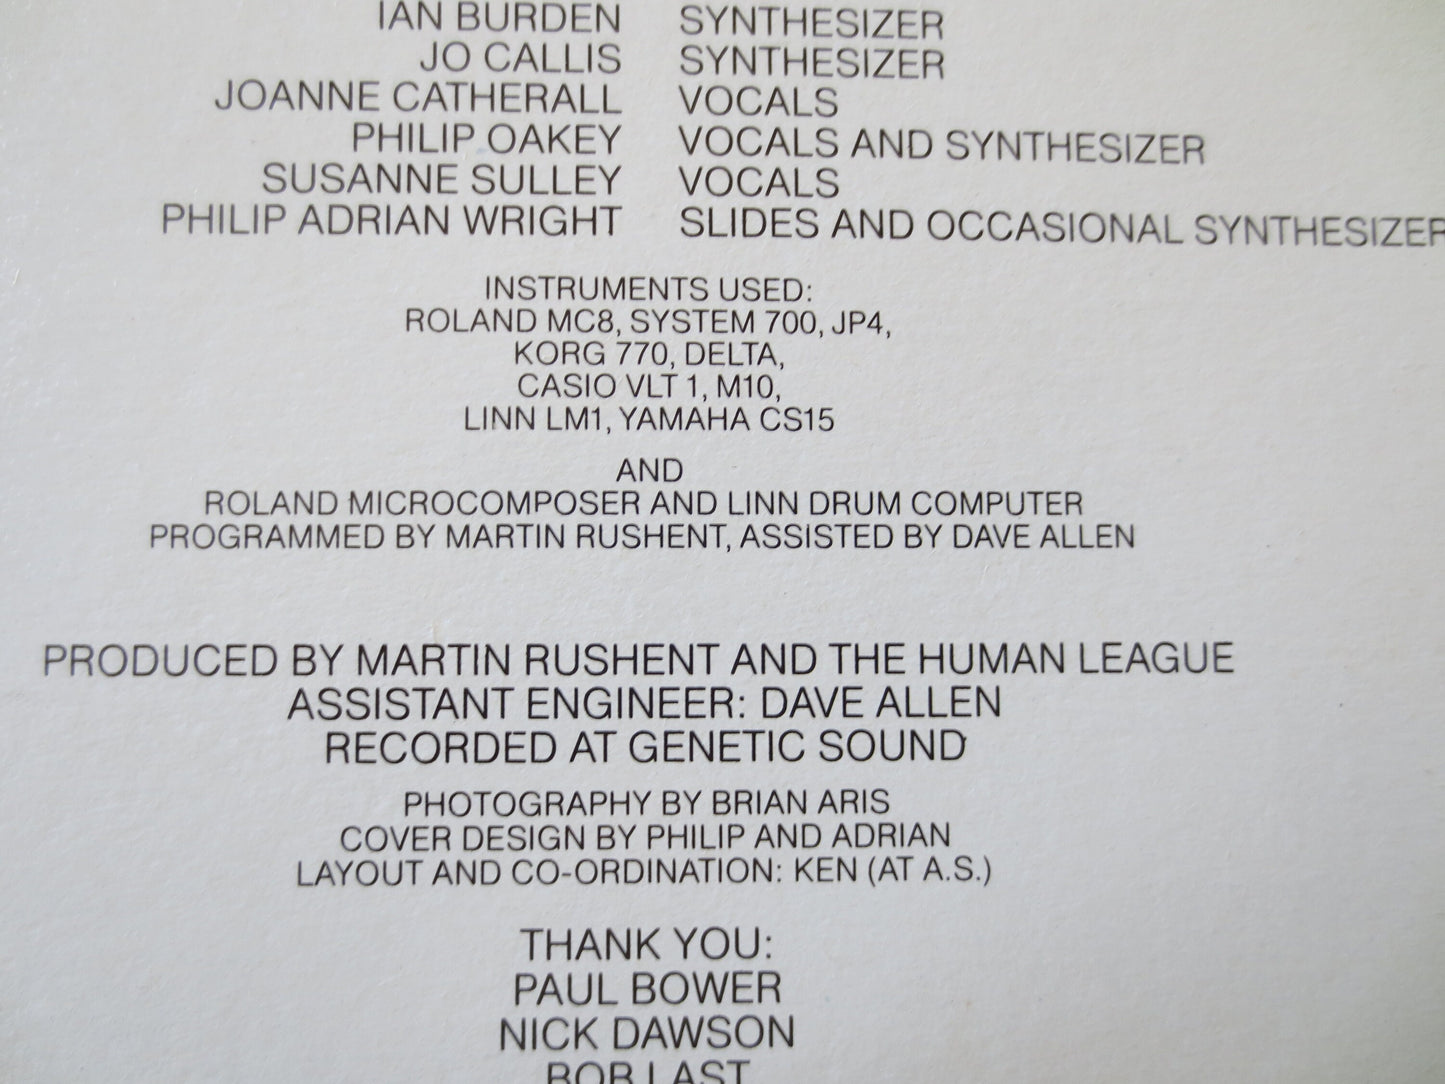 IAN BURDEN SYNTHESIZER
JO CALLIS SYNTHESIZER
JOANNE CATHERALL VOCALS
PHILIP OAKEY VOCALS AND SYNTHESIZER
SUSANNE SULLEY VOCALS
PHILIP ADRIAN WRIGHT SLIDES AND OCCASIONAL SYNTHESIZER
INSTRUMENTS USED:
ROLAND MC8, SYSTEM 700, JP4,
KORG 770, DELTA,
CASIO VLT 1, M10,
LINN LM1, YAMAHA CS15
AND
ROLAND MICROCOMPOSER AND LINN DRUM COMPUTER
PROGRAMMED BY MARTIN RUSHENT, ASSISTED BY DAVE ALLEN
PRODUCED BY MARTIN RUSHENT AND THE HUMAN LEAGUE
ASSISTANT ENGINEER: DAVE ALLEN
RECORDED AT GENETIC SOUND
PHOTOGRAPHY BY BRIAN ARIS
COVER DESIGN BY PHILIP AND ADRIAN
LAYOUT AND CO-ORDINATION: KEN (AT A.S.)
THANK YOU:
PAUL BOWER
NICK DAWSON
BOB LAST